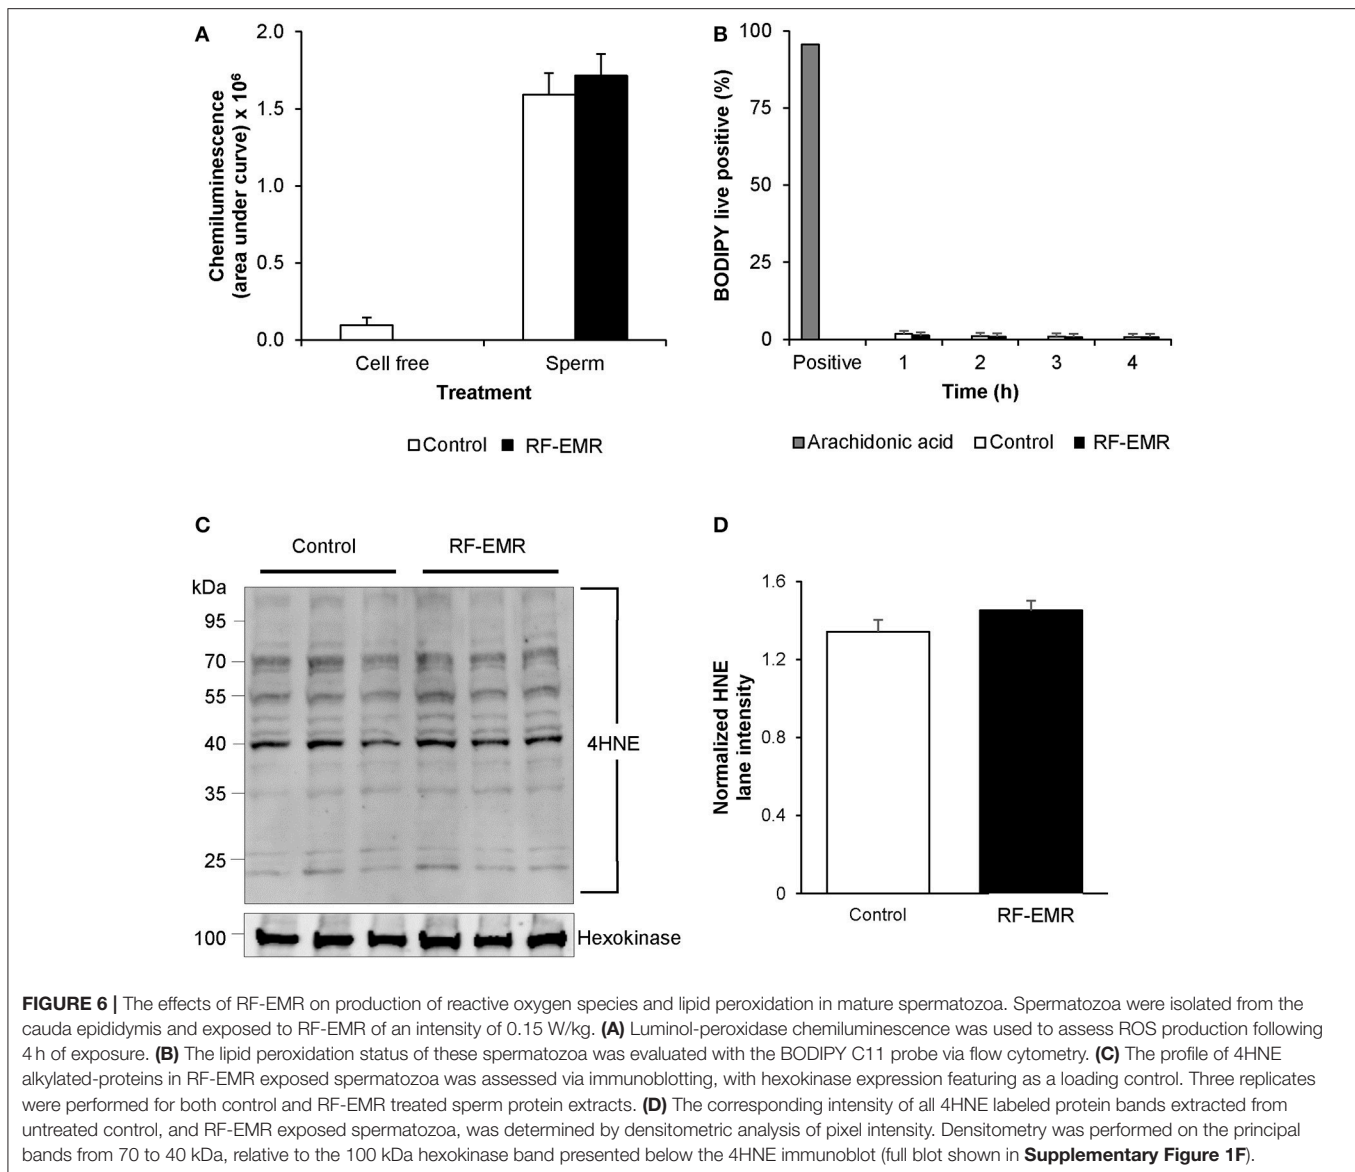 A
Chemiluminescence
(area under curve) x 10⁶
2.0
1.5
1.0
0.5
0.0
Cell free
Sperm
Treatment
Control
RF-EMR
B
BODIPY live positive (%)
100
75
50
25
0
Positive
1
2
3
4
Time (h)
Arachidonic acid
Control
RF-EMR
C
Control
RF-EMR
kDa
95
70
55
40
35
25
4HNE
100
Hexokinase
D
Normalized HNE
lane intensity
1.6
1.2
0.8
0.4
0
Control
RF-EMR
FIGURE 6 | The effects of RF-EMR on production of reactive oxygen species and lipid peroxidation in mature spermatozoa. Spermatozoa were isolated from the
cauda epididymis and exposed to RF-EMR of an intensity of 0.15 W/kg. (A) Luminol-peroxidase chemiluminescence was used to assess ROS production following
4 h of exposure. (B) The lipid peroxidation status of these spermatozoa was evaluated with the BODIPY C11 probe via flow cytometry. (C) The profile of 4HNE
alkylated-proteins in RF-EMR exposed spermatozoa was assessed via immunoblotting, with hexokinase expression featuring as a loading control. Three replicates
were performed for both control and RF-EMR treated sperm protein extracts. (D) The corresponding intensity of all 4HNE labeled protein bands extracted from
untreated control, and RF-EMR exposed spermatozoa, was determined by densitometric analysis of pixel intensity. Densitometry was performed on the principal
bands from 70 to 40 kDa, relative to the 100 kDa hexokinase band presented below the 4HNE immunoblot (full blot shown in Supplementary Figure 1F).